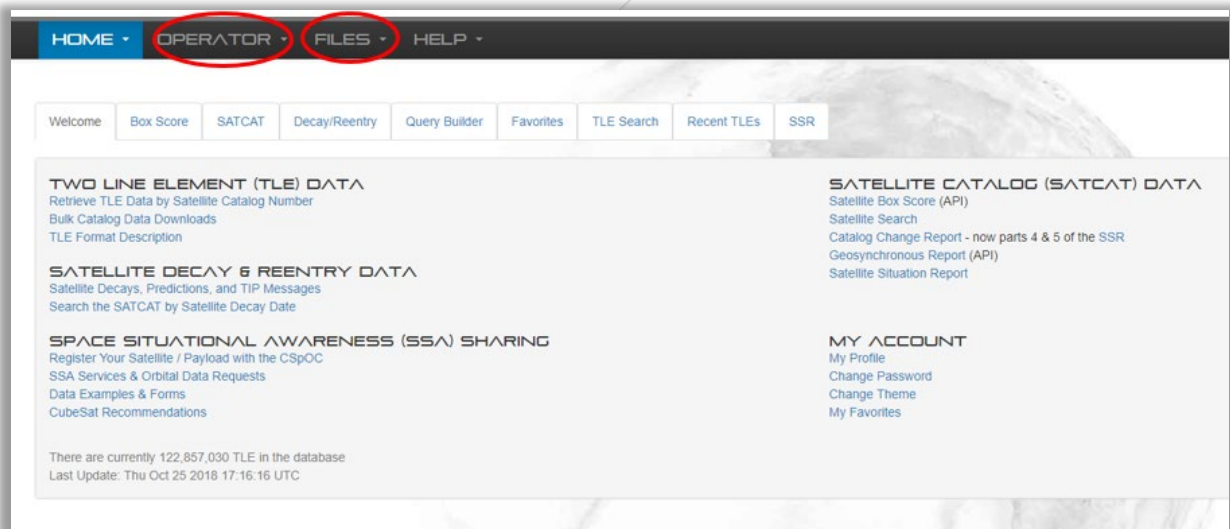 HOME OPERATOR FILES HELP
Welcome Box Score SATCAT Decay/Reentry Query Builder Favorites TLE Search Recent TLEs SSR
TWO LINE ELEMENT (TLE) DATA
Retrieve TLE Data by Satellite Catalog Number
Bulk Catalog Data Downloads
TLE Format Description
SATELLITE DECAY & REENTRY DATA
Satellite Decays, Predictions, and TIP Messages
Search the SATCAT by Satellite Decay Date
SPACE SITUATIONAL AWARENESS (SSA) SHARING
Register Your Satellite / Payload with the CSpOC
SSA Services & Orbital Data Requests
Data Examples & Forms
CubeSat Recommendations
SATELLITE CATALOG (SATCAT) DATA
Satellite Box Score (API)
Satellite Search
Catalog Change Report - now parts 4 & 5 of the SSR
Geosynchronous Report (API)
Satellite Situation Report
MY ACCOUNT
My Profile
Change Password
Change Theme
My Favorites
There are currently 122,857,030 TLE in the database
Last Update: Thu Oct 25 2018 17:16:16 UTC